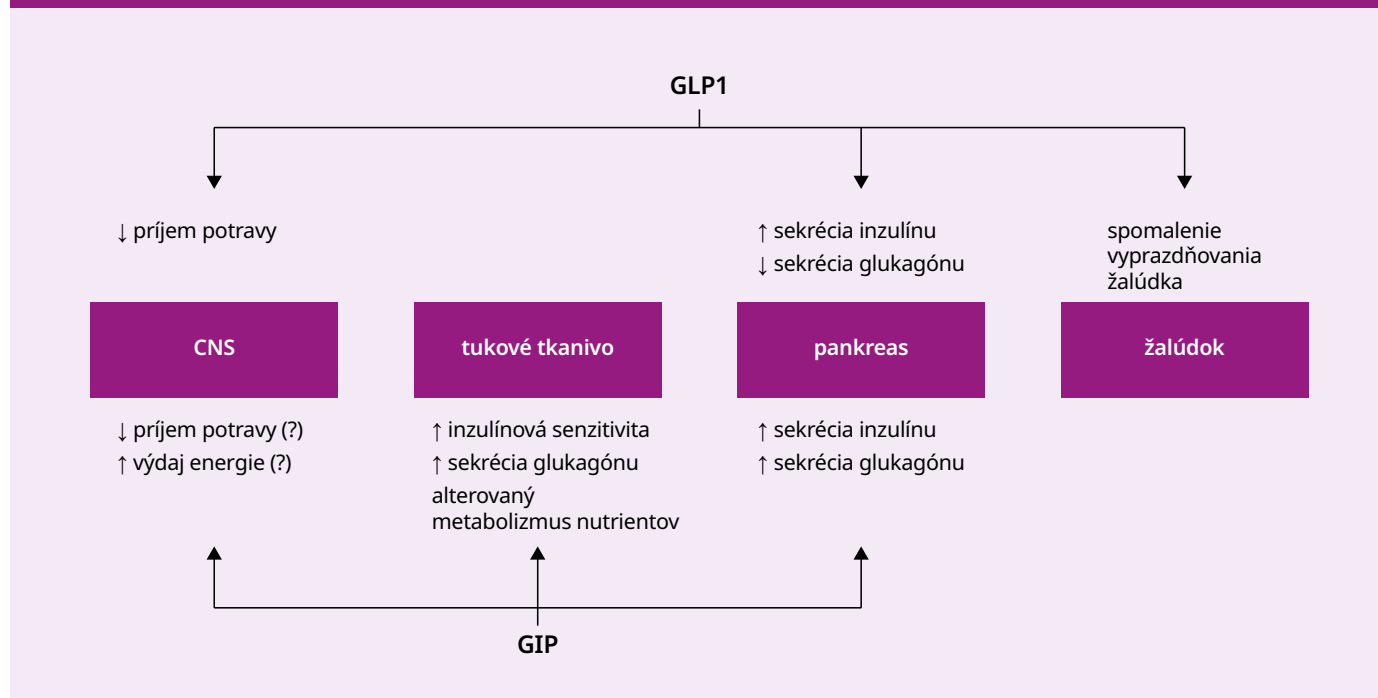 GLP1
↓ príjem potravy
↑ sekrécia inzulínu
↓ sekrécia glukagónu
spomalenie
vyprazdňovania
žalúdka
CNS
tukové tkanivo
pankreas
žalúdok
↓ príjem potravy (?)
↑ výdaj energie (?)
↑ inzulínová senzitivita
↑ sekrécia glukagónu
alterovaný
metabolizmus nutrientov
↑ sekrécia inzulínu
↑ sekrécia glukagónu
GIP